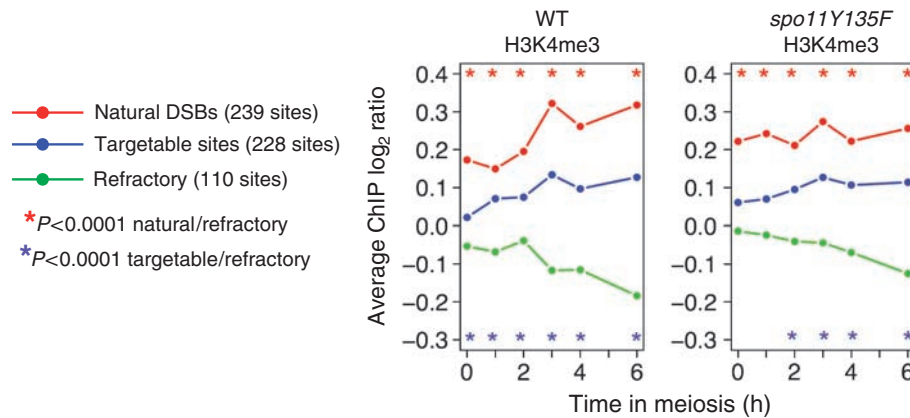 WT
H3K4me3
spo11Y135F
H3K4me3
Natural DSBs (239 sites)
Targetable sites (228 sites)
Refractory (110 sites)
*P<0.0001 natural/refractory
*P<0.0001 targetable/refractory
Average ChIP log2 ratio
0.4
0.3
0.2
0.1
0.0
−0.1
−0.2
−0.3
* * * * * *
* * * * * *
0 2 4 6
0.4
0.3
0.2
0.1
0.0
−0.1
−0.2
−0.3
* * * * * *
* * * *
0 2 4 6
Time in meiosis (h)